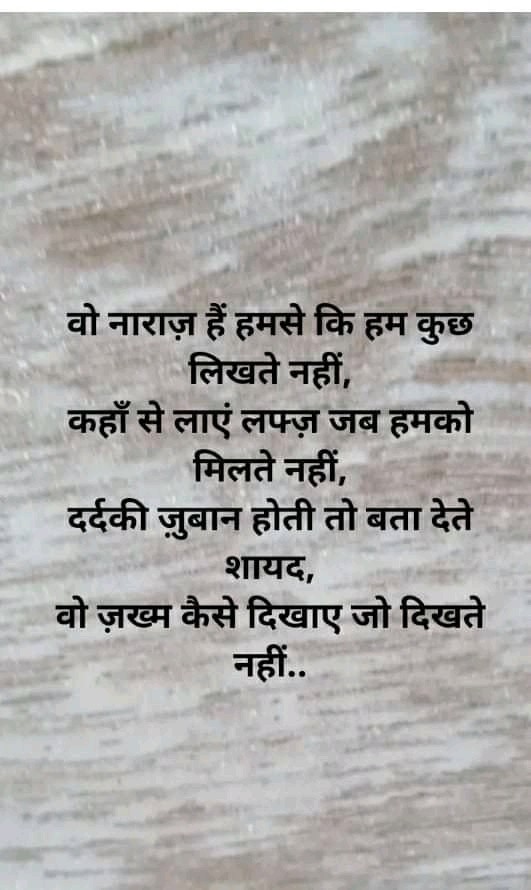 वो नाराज़ हैं हमसे कि हम कुछ
लिखते नहीं,
कहाँ से लाएं लफ्ज़ जब हमको
मिलते नहीं,
दर्दकी ज़ुबान होती तो बता देते
शायद,
वो ज़ख्म कैसे दिखाए जो दिखते
नहीं..